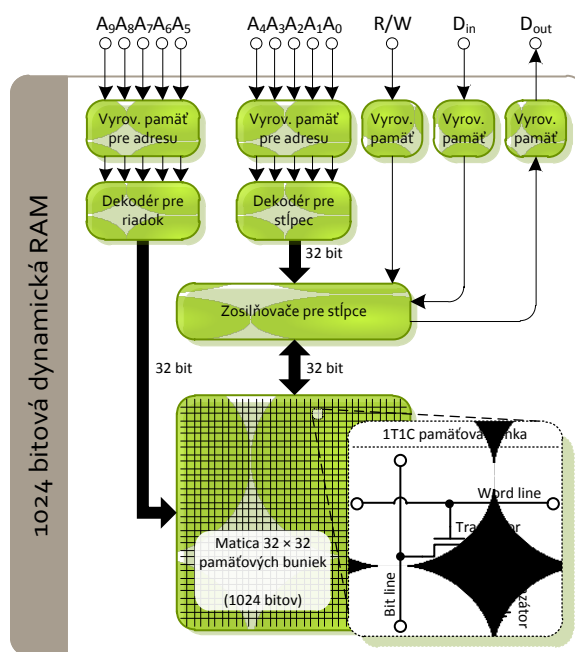 A₉A₈A₇A₆A₅
A₄A₃A₂A₁A₀
R/W
Dᵢₙ
Dₒᵤₜ
Vyrov. pamäť
pre adresu
Vyrov. pamäť
pre adresu
Vyrov.
pamäť
Vyrov.
pamäť
Vyrov.
pamäť
Dekodér pre
riadok
Dekodér pre
stĺpec
32 bit
Zosilňovače pre stĺpce
32 bit
32 bit
1024 bitová dynamická RAM
Matica 32 × 32
pamäťových buniek
(1024 bitov)
1T1C
Word line
Bit line